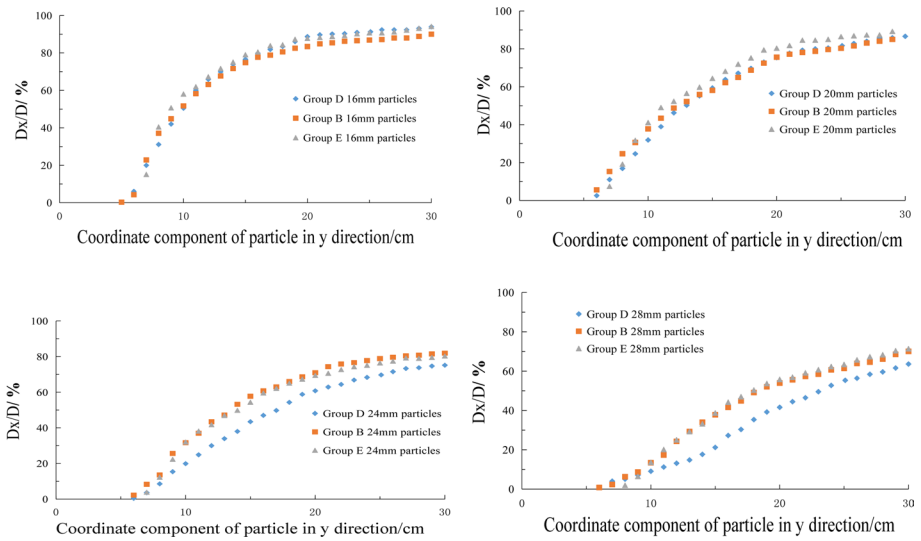 100
80
60
40
20
0
Dx/D/ %
0
10
20
30
Coordinate component of particle in y direction/cm
Group D 16mm particles
Group B 16mm particles
Group E 16mm particles
100
80
60
40
20
0
Dx/D/ %
0
10
20
30
Coordinate component of particle in y direction/cm
Group D 20mm particles
Group B 20mm particles
Group E 20mm particles
100
80
60
40
20
0
Dx/D/ %
0
10
20
30
Coordinate component of particle in y direction/cm
Group D 24mm particles
Group B 24mm particles
Group E 24mm particles
100
80
60
40
20
0
Dx/D/ %
0
10
20
30
Coordinate component of particle in y direction/cm
Group D 28mm particles
Group B 28mm particles
Group E 28mm particles